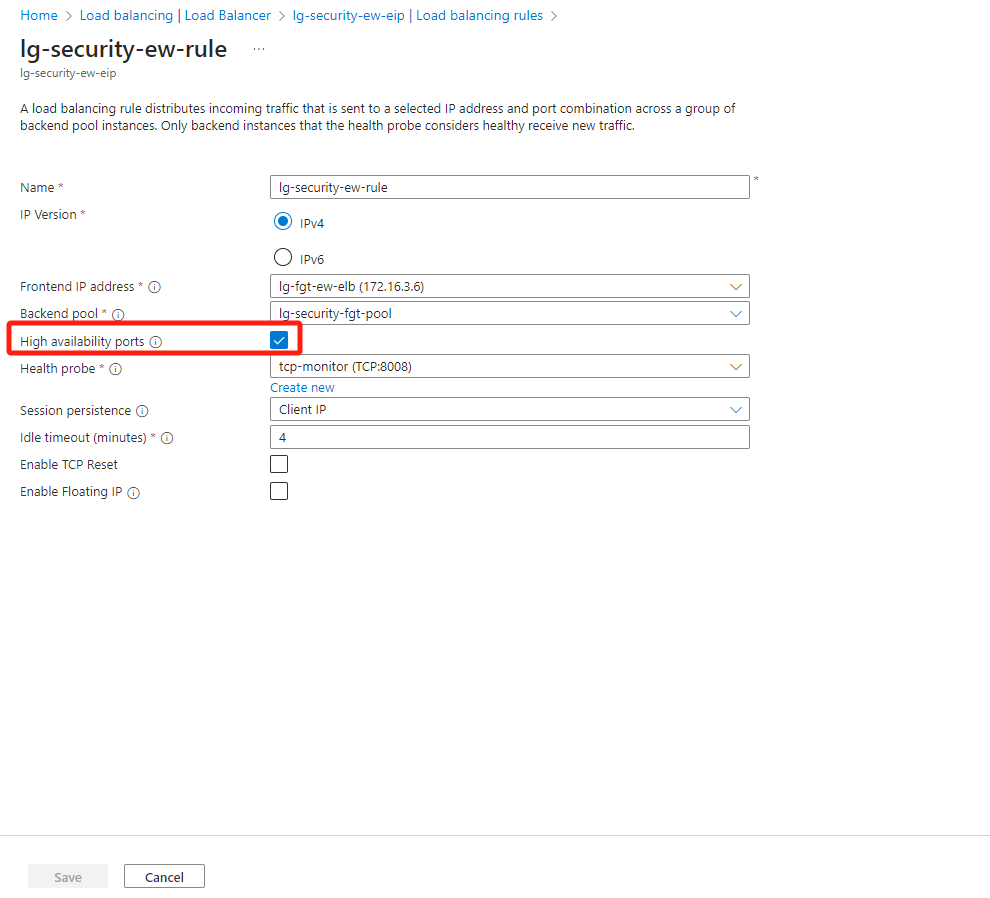 Home > Load balancing | Load Balancer > lg-security-ew-eip | Load balancing rules >
lg-security-ew-rule ...
lg-security-ew-eip
A load balancing rule distributes incoming traffic that is sent to a selected IP address and port combination across a group of
backend pool instances. Only backend instances that the health probe considers healthy receive new traffic.
Name * lg-security-ew-rule *
IP Version * IPv4
IPv6
Frontend IP address * lg-fgt-ew-elb (172.16.3.6)
Backend pool * lg-security-fgt-pool
High availability ports
Health probe * tcp-monitor (TCP:8008)
Create new
Session persistence Client IP
Idle timeout (minutes) * 4
Enable TCP Reset
Enable Floating IP
Save Cancel